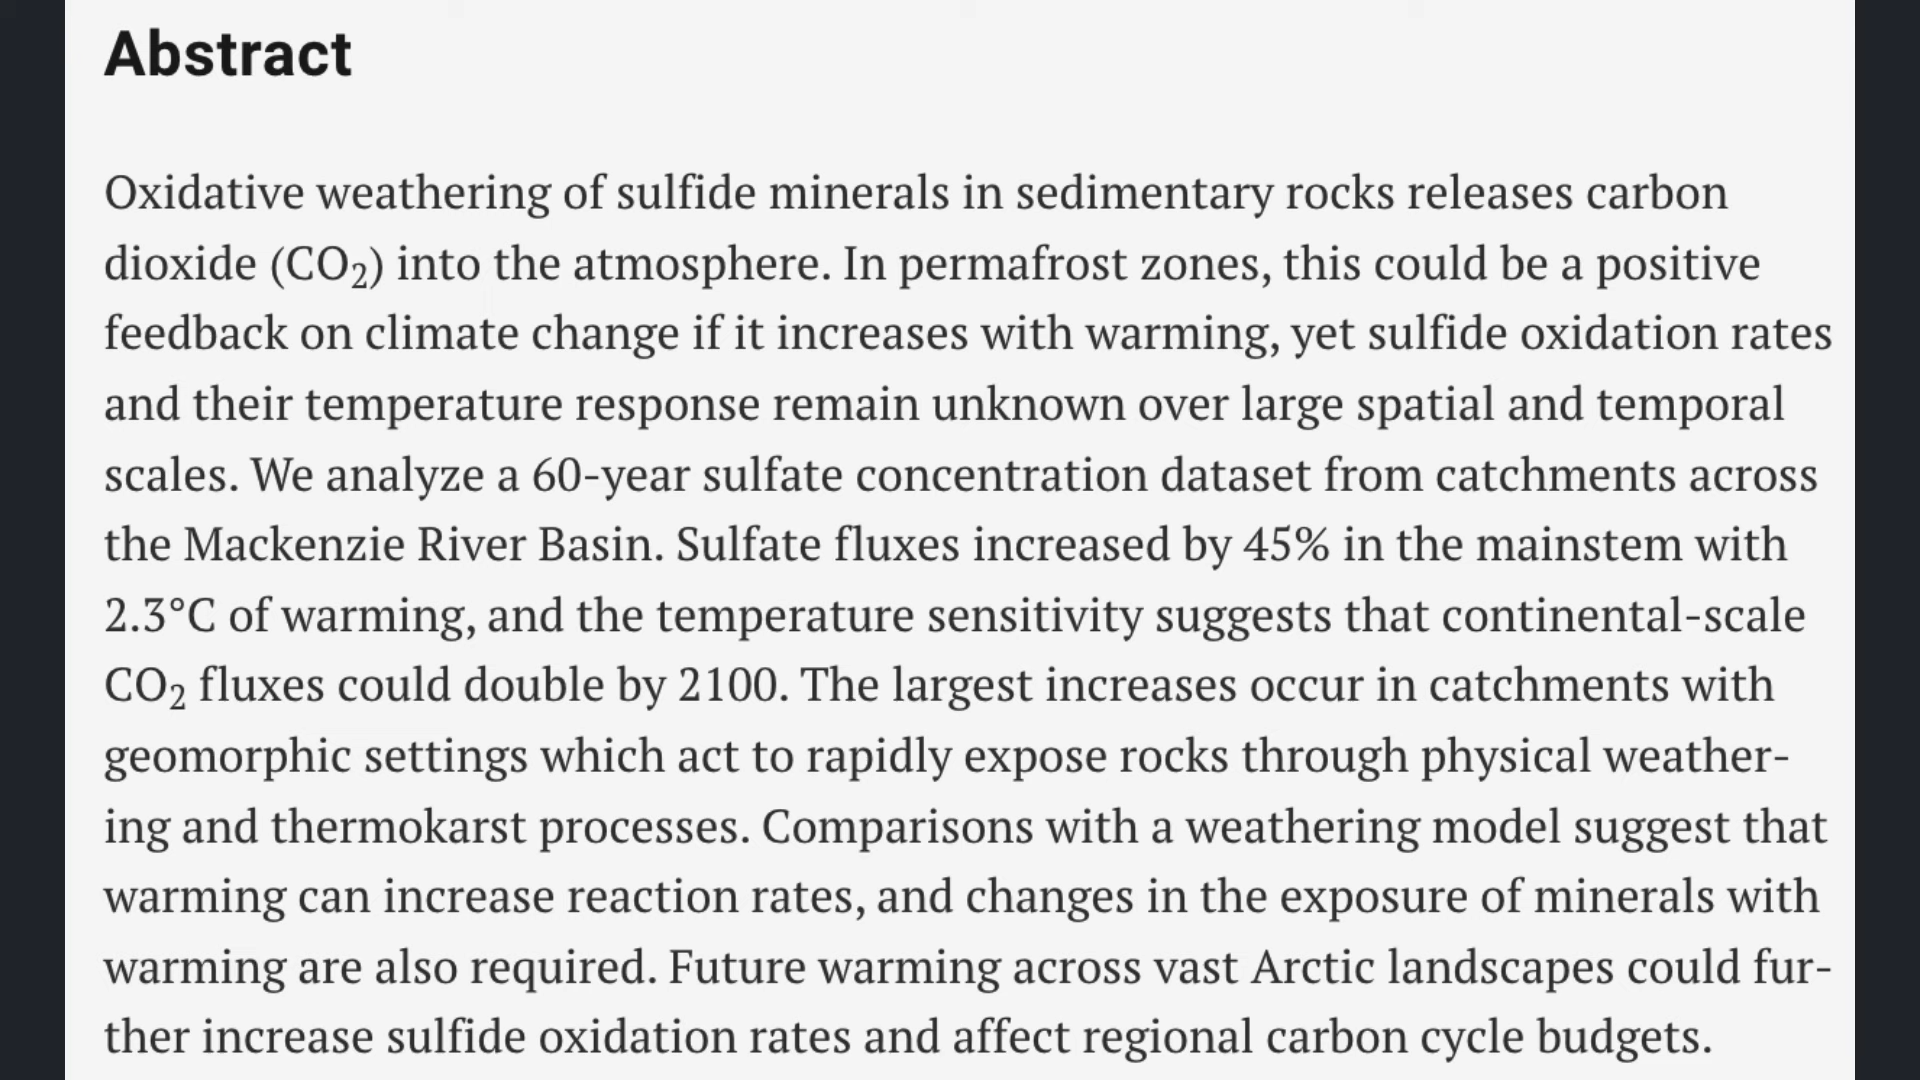 Abstract
Oxidative weathering of sulfide minerals in sedimentary rocks releases carbon
dioxide (CO₂) into the atmosphere. In permafrost zones, this could be a positive
feedback on climate change if it increases with warming, yet sulfide oxidation rates
and their temperature response remain unknown over large spatial and temporal
scales. We analyze a 60-year sulfate concentration dataset from catchments across
the Mackenzie River Basin. Sulfate fluxes increased by 45% in the mainstem with
2.3°C of warming, and the temperature sensitivity suggests that continental-scale
CO₂ fluxes could double by 2100. The largest increases occur in catchments with
geomorphic settings which act to rapidly expose rocks through physical weather-
ing and thermokarst processes. Comparisons with a weathering model suggest that
warming can increase reaction rates, and changes in the exposure of minerals with
warming are also required. Future warming across vast Arctic landscapes could fur-
ther increase sulfide oxidation rates and affect regional carbon cycle budgets.